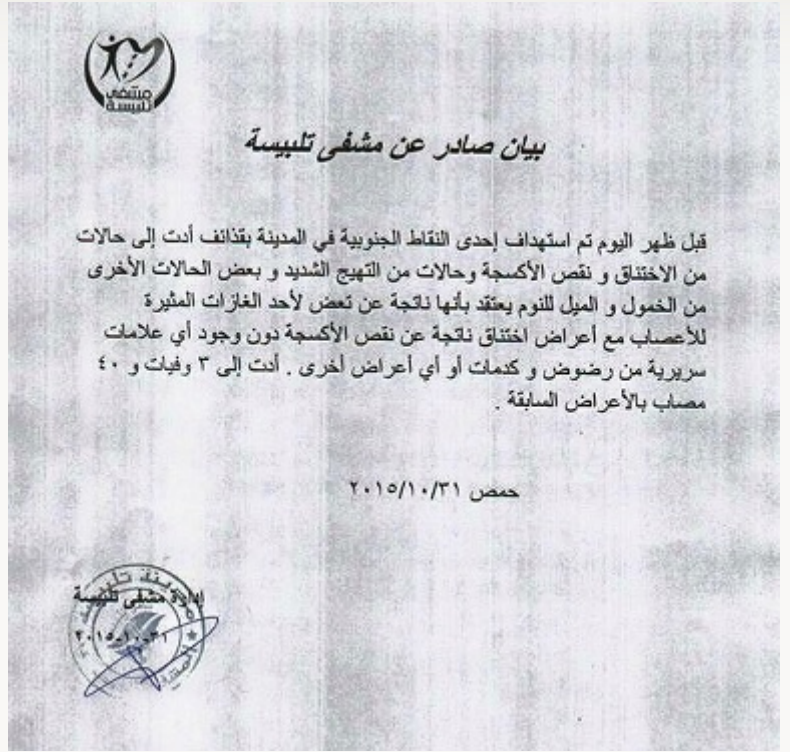 مشفى
تلبيسة
بيان صادر عن مشفى تلبيسة
قبل ظهر اليوم تم استهداف إحدى النقاط الجنوبية في المدينة بقذائف أدت إلى حالات
من الاختناق و نقص الأكسجة وحالات من التهيج الشديد و بعض الحالات الأخرى
من الخمول و الميل للنوم يعتقد بأنها ناتجة عن تعض لأحد الغازات المثيرة
للأعصاب مع أعراض اختناق ناتجة عن نقص الأكسجة دون وجود أي علامات
سريرية من رضوض و كدمات أو أي أعراض أخرى . أدت إلى ٣ وفيات و ٤٠
مصاب بالأعراض السابقة .
حمص ٢٠١٥/١٠/٣١
إدارة مشفى تلبيسة
٢٠١٥-١٠-٣١